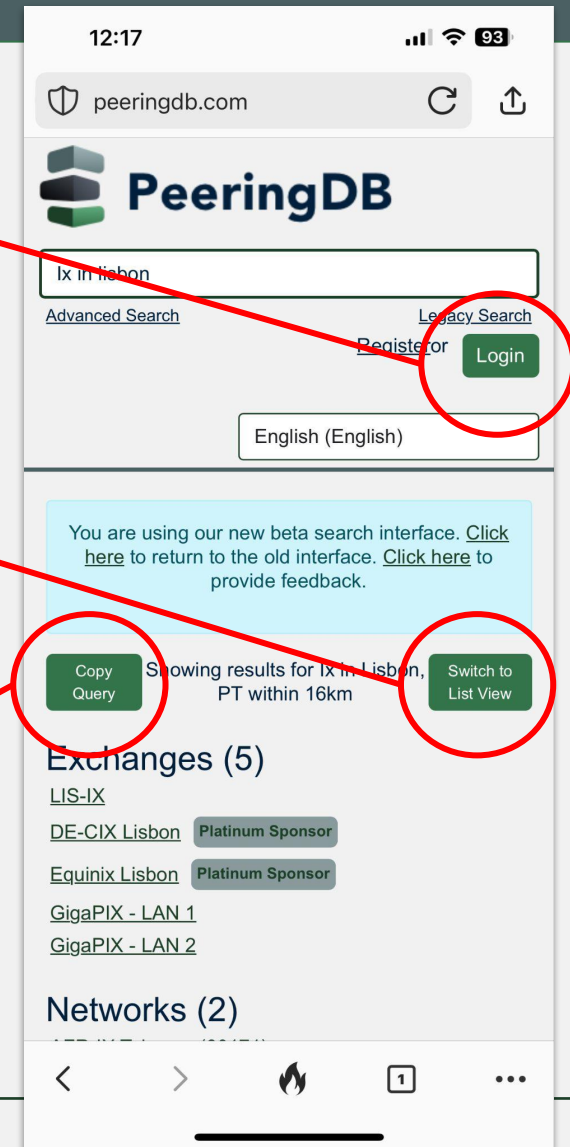 12:17
93
peeringdb.com
PeeringDB
Ix in lisbon
Advanced Search
Legacy Search
Register or
Login
English (English)
You are using our new beta search interface. Click
here to return to the old interface. Click here to
provide feedback.
Copy
Query
Showing results for Ix in Lisbon,
PT within 16km
Switch to
List View
Exchanges (5)
LIS-IX
DE-CIX Lisbon Platinum Sponsor
Equinix Lisbon Platinum Sponsor
GigaPIX - LAN 1
GigaPIX - LAN 2
Networks (2)
1